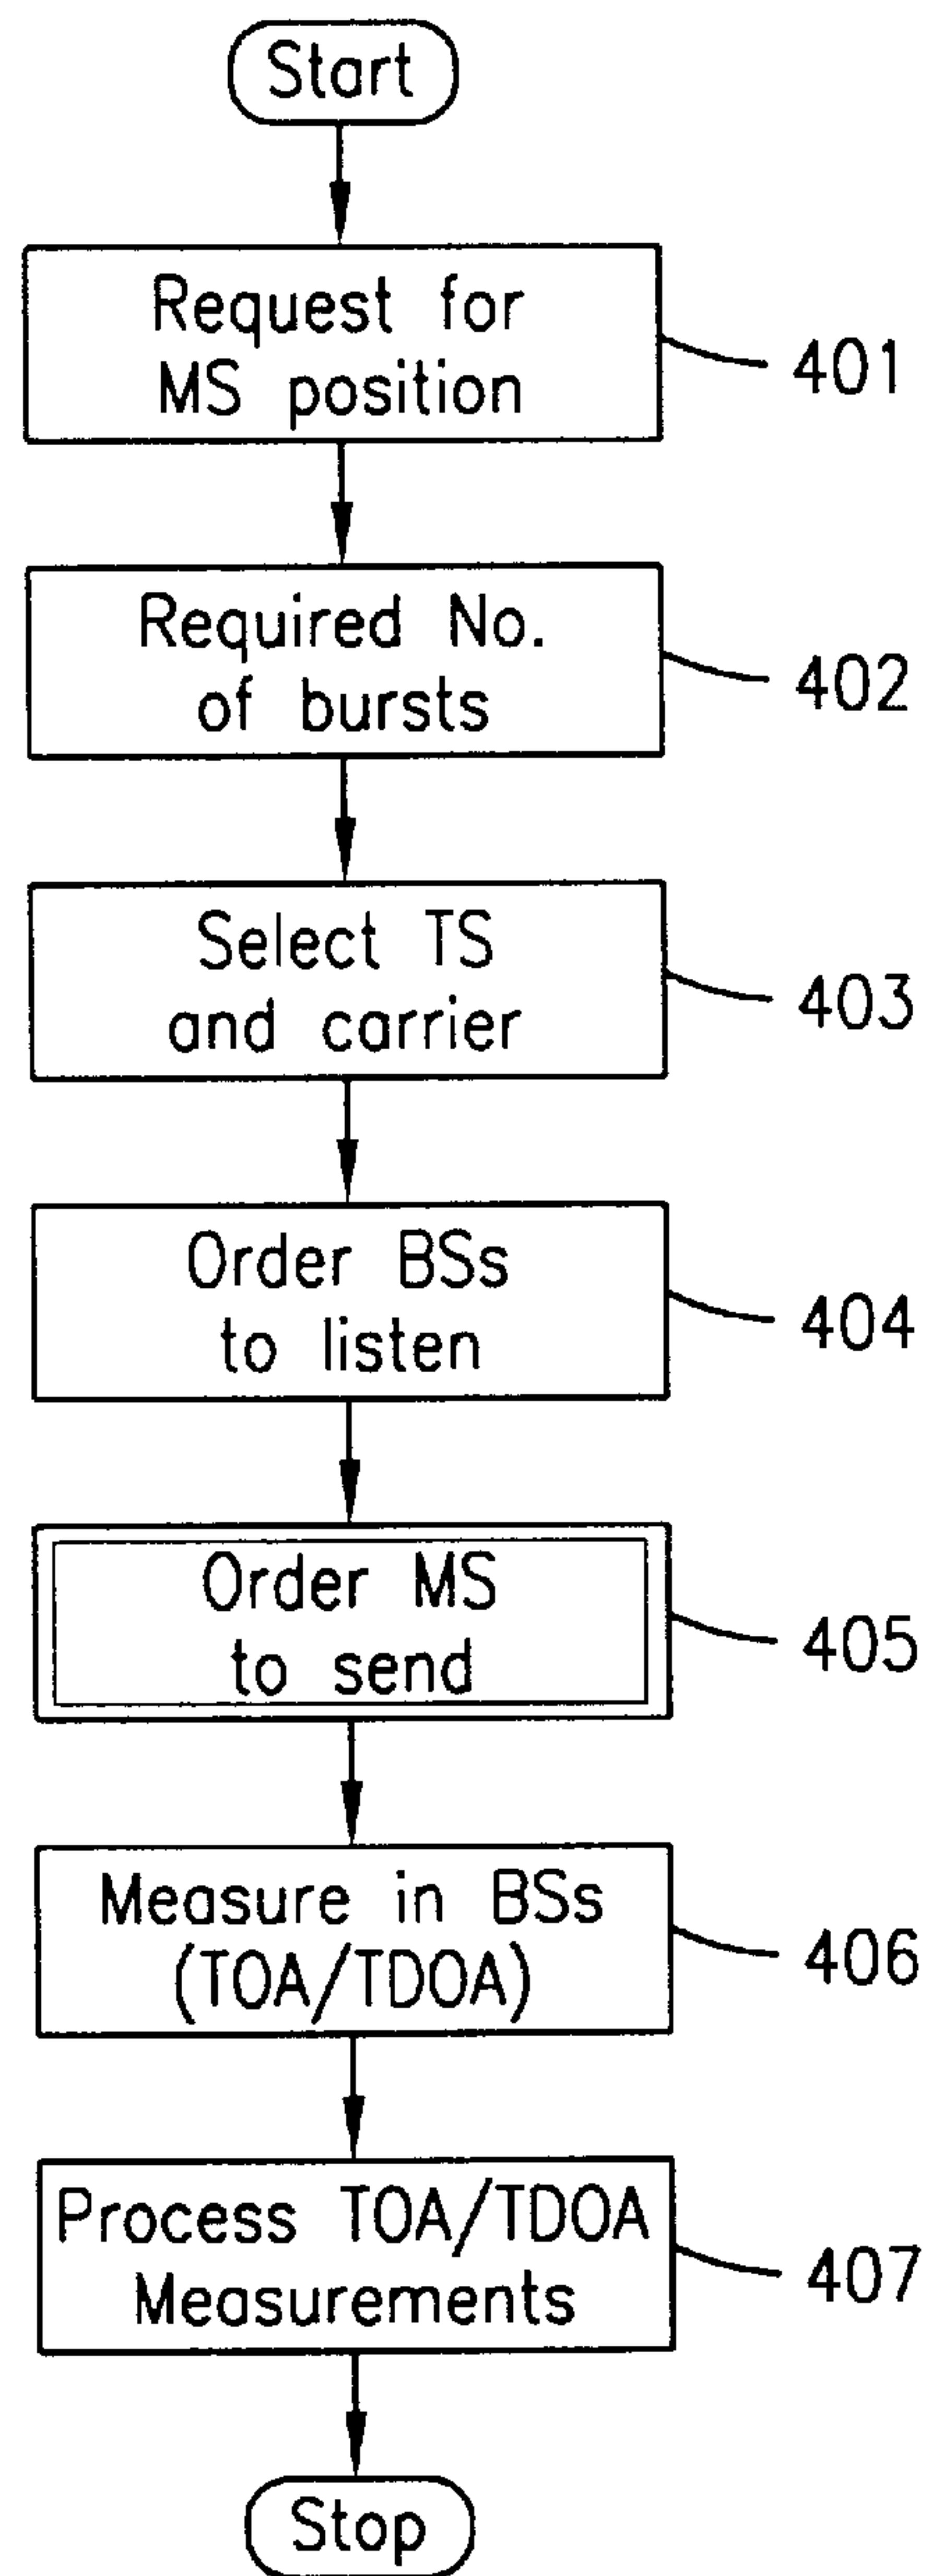 Start
Request for
MS position
401
Required No.
of bursts
402
Select TS
and carrier
403
Order BSs
to listen
404
Order MS
to send
405
Measure in BSs
(TOA/TDOA)
406
Process TOA/TDOA
Measurements
407
Stop